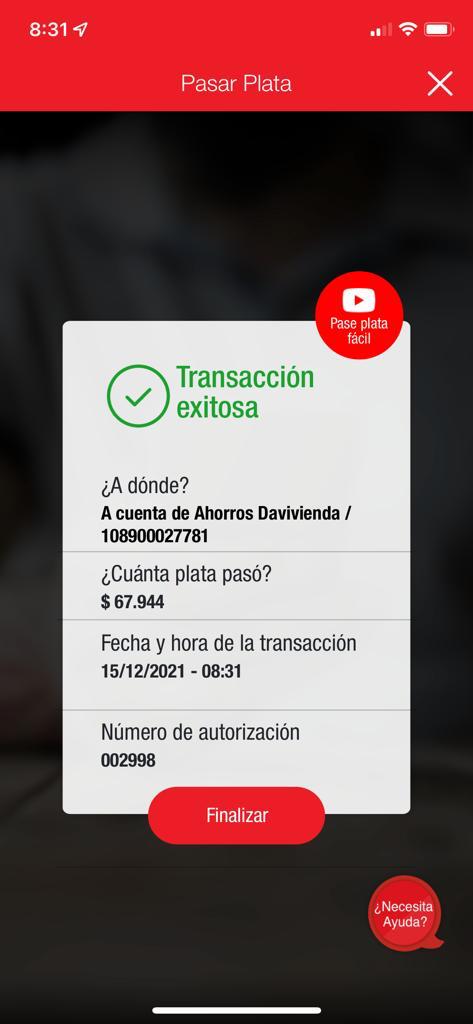 8:31
Pasar Plata
Pase plata
fácil
Transacción
exitosa
¿A dónde?
A cuenta de Ahorros Davivienda /
108900027781
¿Cuánta plata pasó?
$ 67.944
Fecha y hora de la transacción
15/12/2021 - 08:31
Número de autorización
002998
Finalizar
¿Necesita
Ayuda?